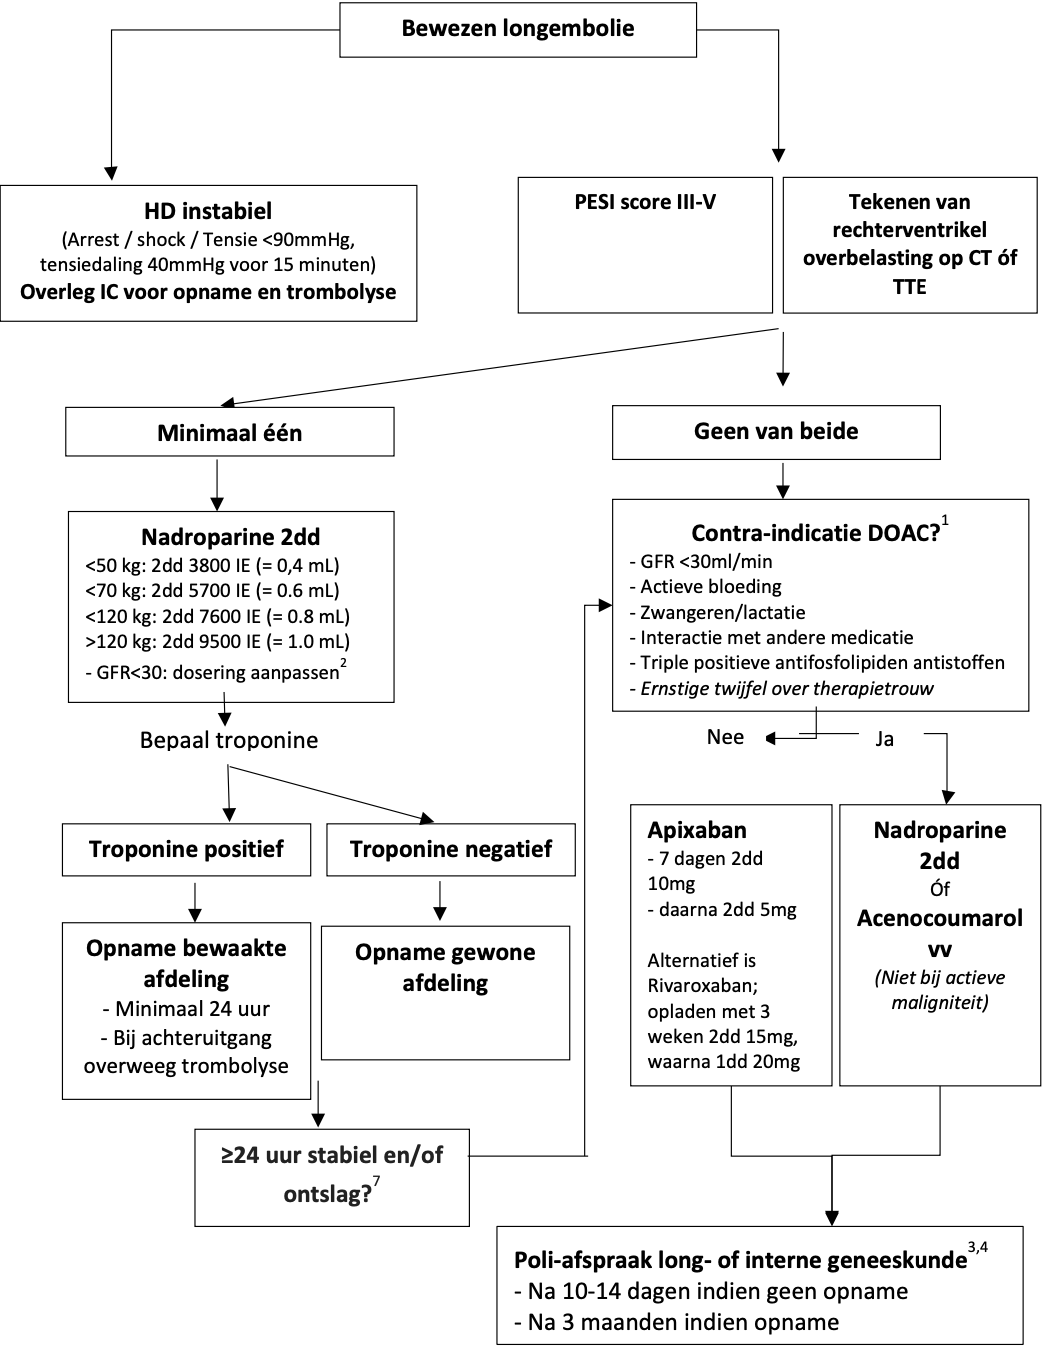 Bewezen longembolie
HD instabiel
(Arrest / shock / Tensie <90mmHg,
tensiedaling 40mmHg voor 15 minuten)
Overleg IC voor opname en trombolyse
PESI score III-V
Tekenen van
rechterventrikel
overbelasting op CT óf
TTE
Minimaal één
Geen van beide
Nadroparine 2dd
<50 kg: 2dd 3800 IE (= 0,4 mL)
<70 kg: 2dd 5700 IE (= 0.6 mL)
<120 kg: 2dd 7600 IE (= 0.8 mL)
>120 kg: 2dd 9500 IE (= 1.0 mL)
- GFR<30: dosering aanpassen2
Contra-indicatie DOAC?1
- GFR <30ml/min
- Actieve bloeding
- Zwangeren/lactatie
- Interactie met andere medicatie
- Triple positieve antifosfolipiden antistoffen
- Ernstige twijfel over therapietrouw
Bepaal troponine
Nee
Ja
Troponine positief
Troponine negatief
Opname bewaakte
afdeling
- Minimaal 24 uur
- Bij achteruitgang
overweeg trombolyse
Opname gewone
afdeling
Apixaban
- 7 dagen 2dd
10mg
- daarna 2dd 5mg
Alternatief is
Rivaroxaban;
opladen met 3
weken 2dd 15mg,
waarna 1dd 20mg
Nadroparine
2dd
Óf
Acenocoumarol
vv
(Niet bij actieve
maligniteit)
≥24 uur stabiel en/of
ontslag?7
Poli-afspraak long- of interne geneeskunde3,4
- Na 10-14 dagen indien geen opname
- Na 3 maanden indien opname